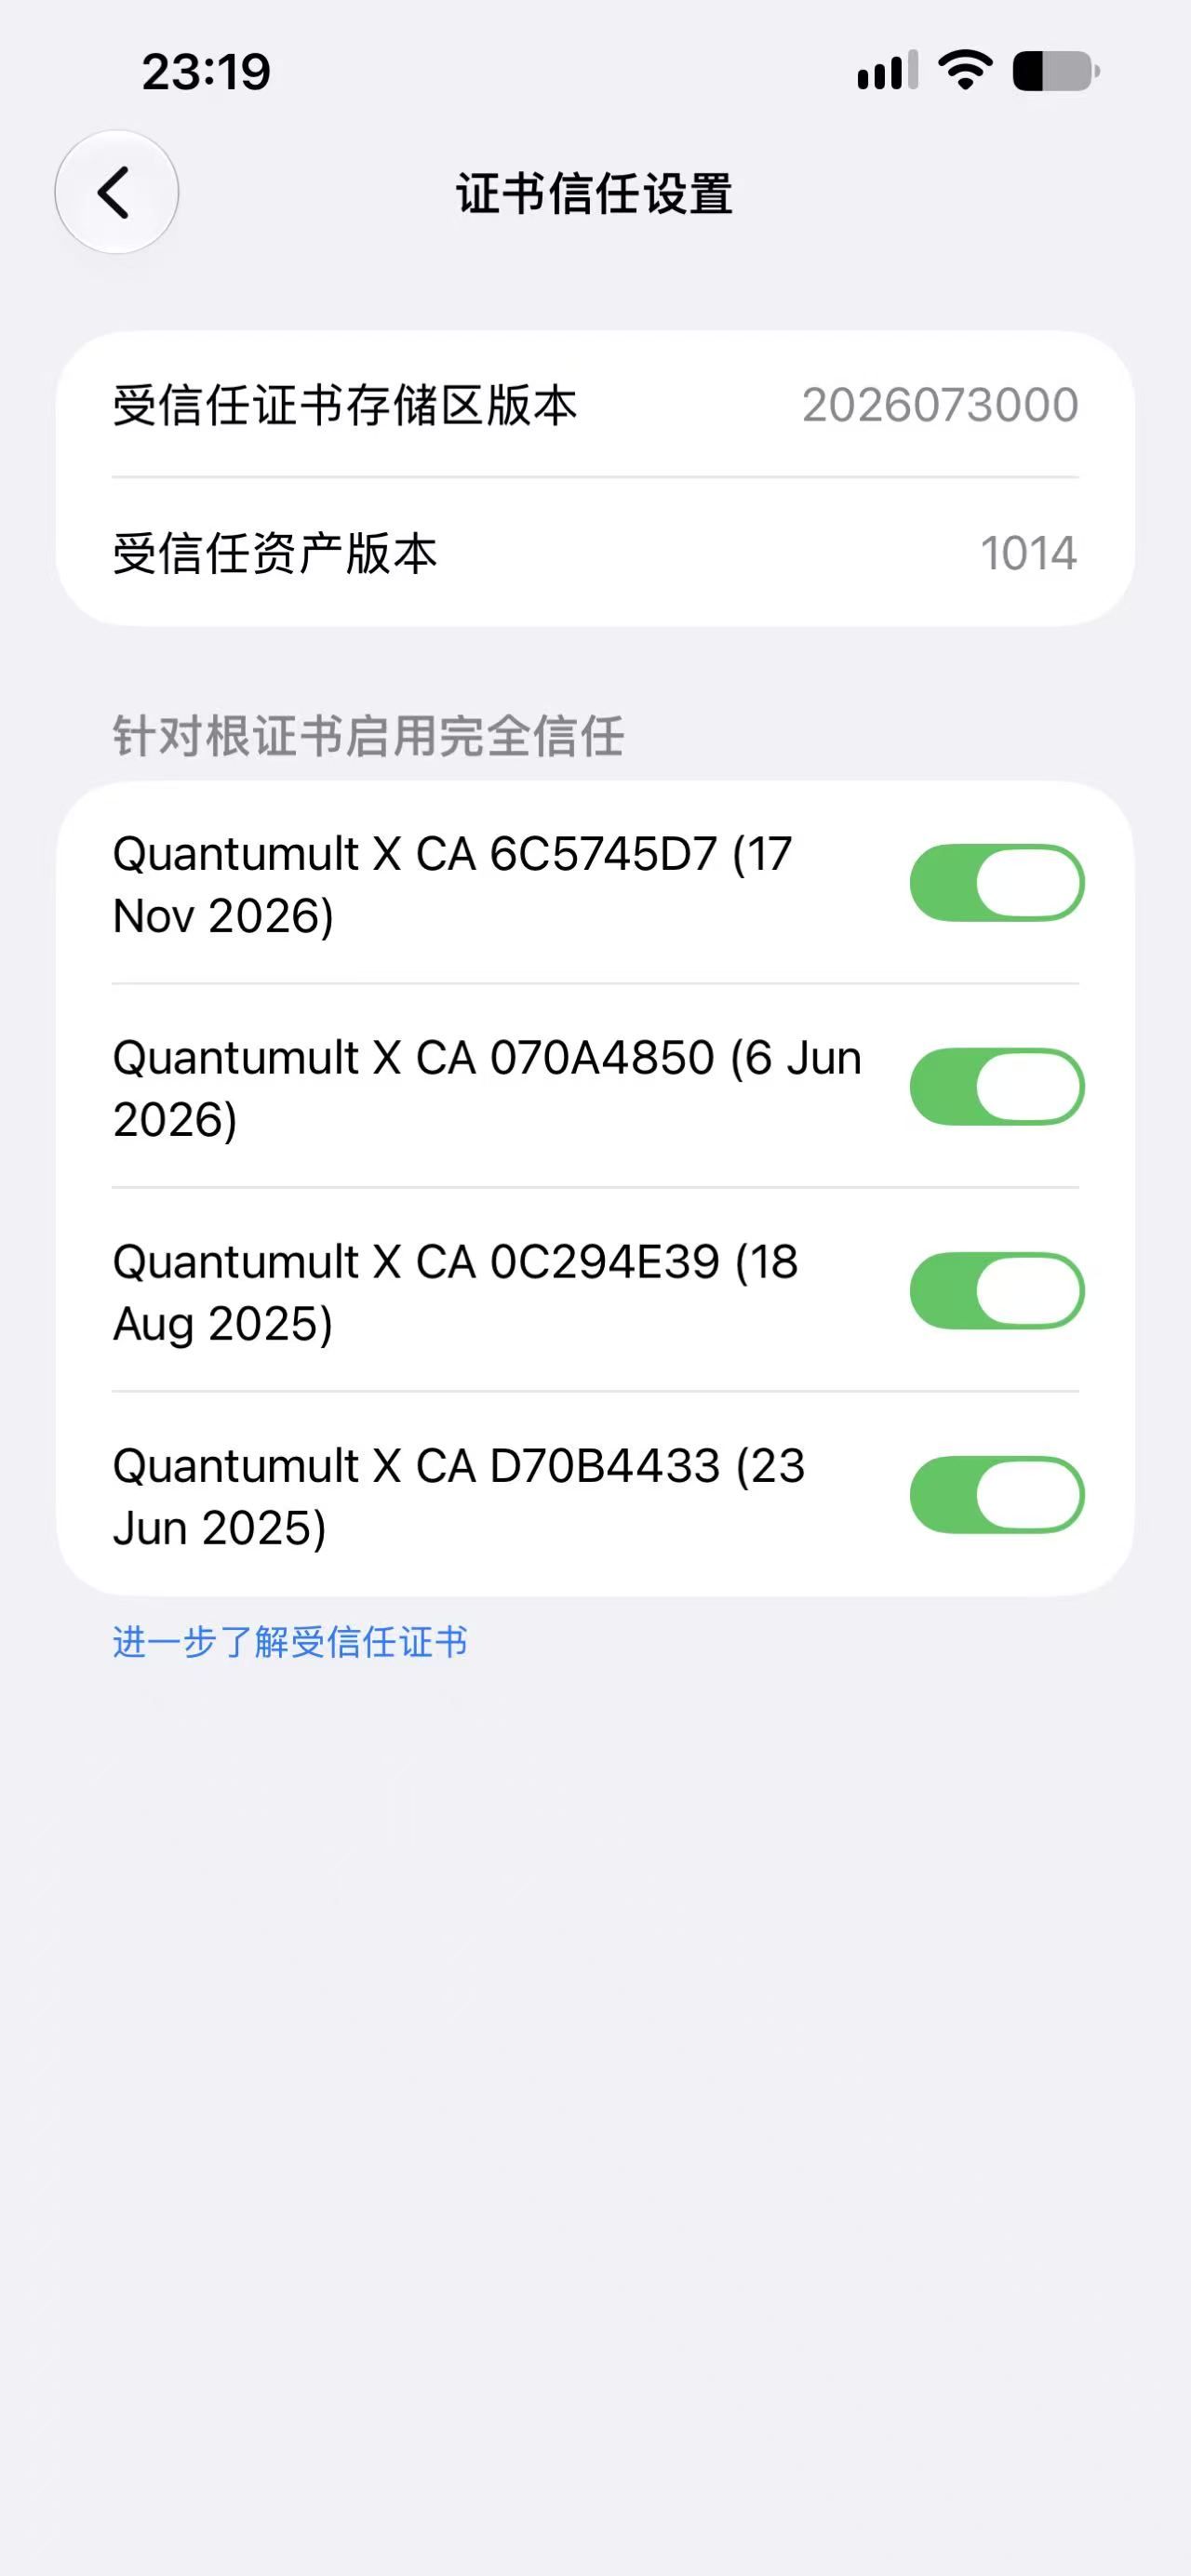 23:19
证书信任设置
受信任证书存储区版本 2026073000
受信任资产版本 1014
针对根证书启用完全信任
Quantumult X CA 6C5745D7 (17
Nov 2026)
Quantumult X CA 070A4850 (6 Jun
2026)
Quantumult X CA 0C294E39 (18
Aug 2025)
Quantumult X CA D70B4433 (23
Jun 2025)
进一步了解受信任证书